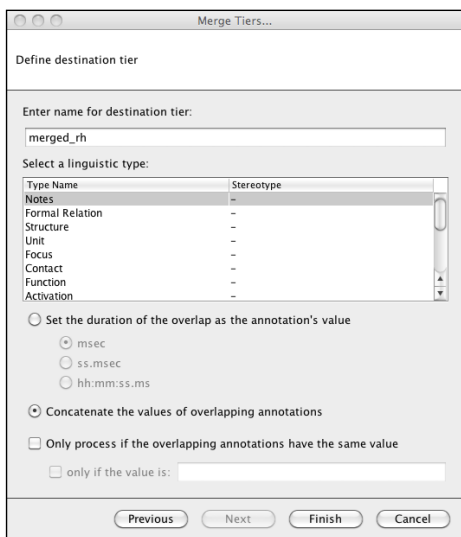 Merge Tiers...
Define destination tier
Enter name for destination tier:
merged_rh
Select a linguistic type:
Type Name Stereotype
Notes –
Formal Relation –
Structure –
Unit –
Focus –
Contact –
Function –
Activation –
Set the duration of the overlap as the annotation's value
msec
ss.msec
hh:mm:ss.ms
Concatenate the values of overlapping annotations
Only process if the overlapping annotations have the same value
only if the value is:
Previous Next Finish Cancel